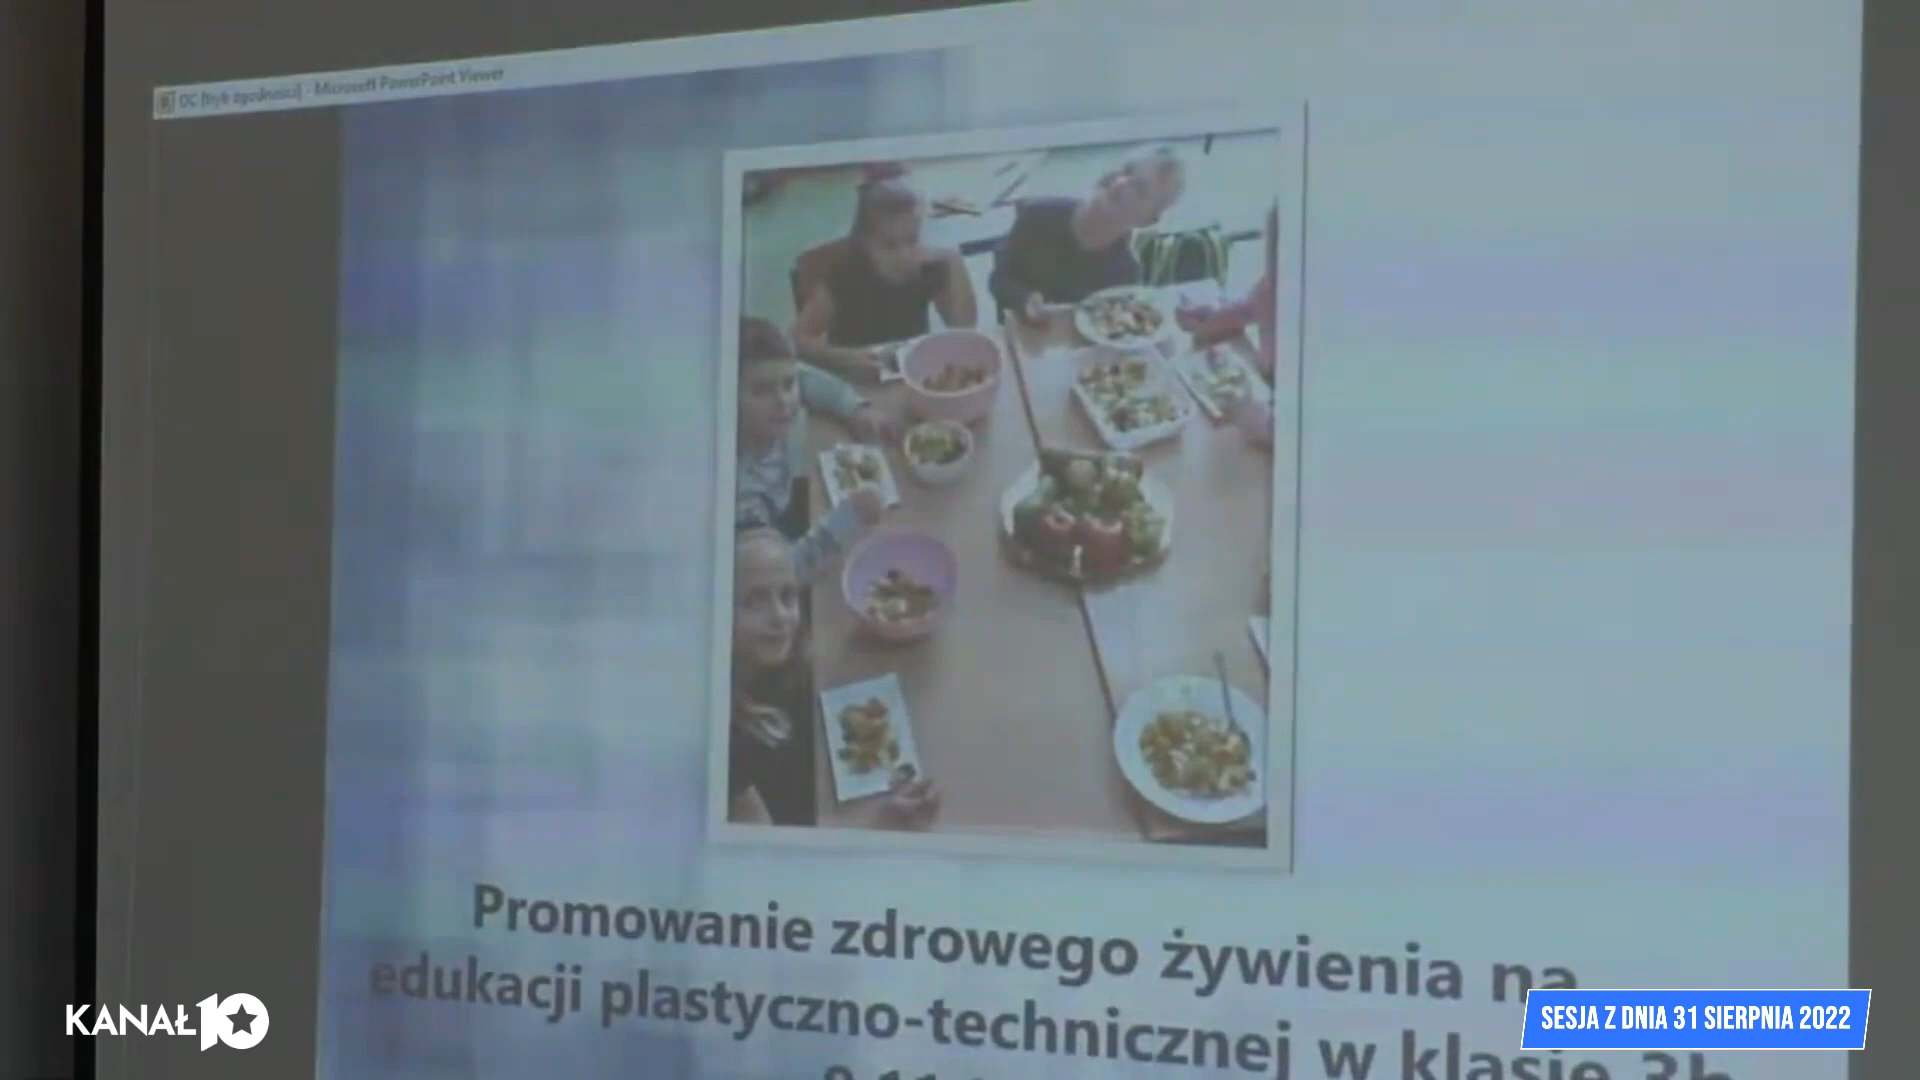 DC [tryb zgodności] - Microsoft PowerPoint Viewer
Promowanie zdrowego żywienia na
edukacji plastyczno-technicznej w klasie 3b
KANAŁ 10
SESJA Z DNIA 31 SIERPNIA 2022